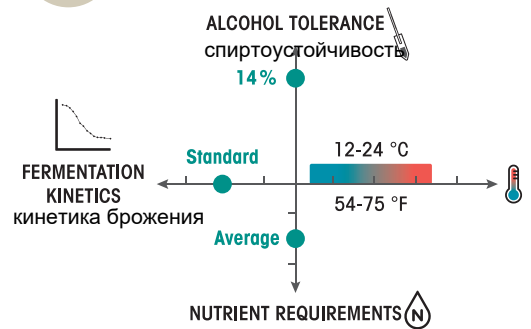 ALCOHOL TOLERANCE
спиртоустойчивость
14%
Standard
12-24 °C
FERMENTATION
KINETICS
кинетика брожения
54-75 °F
Average
NUTRIENT REQUIREMENTS N